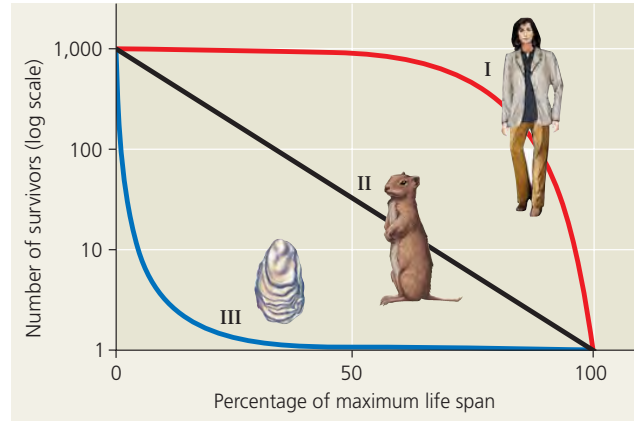 Number of survivors (log scale)
1,000
100
10
1
I
II
III
0
50
100
Percentage of maximum life span